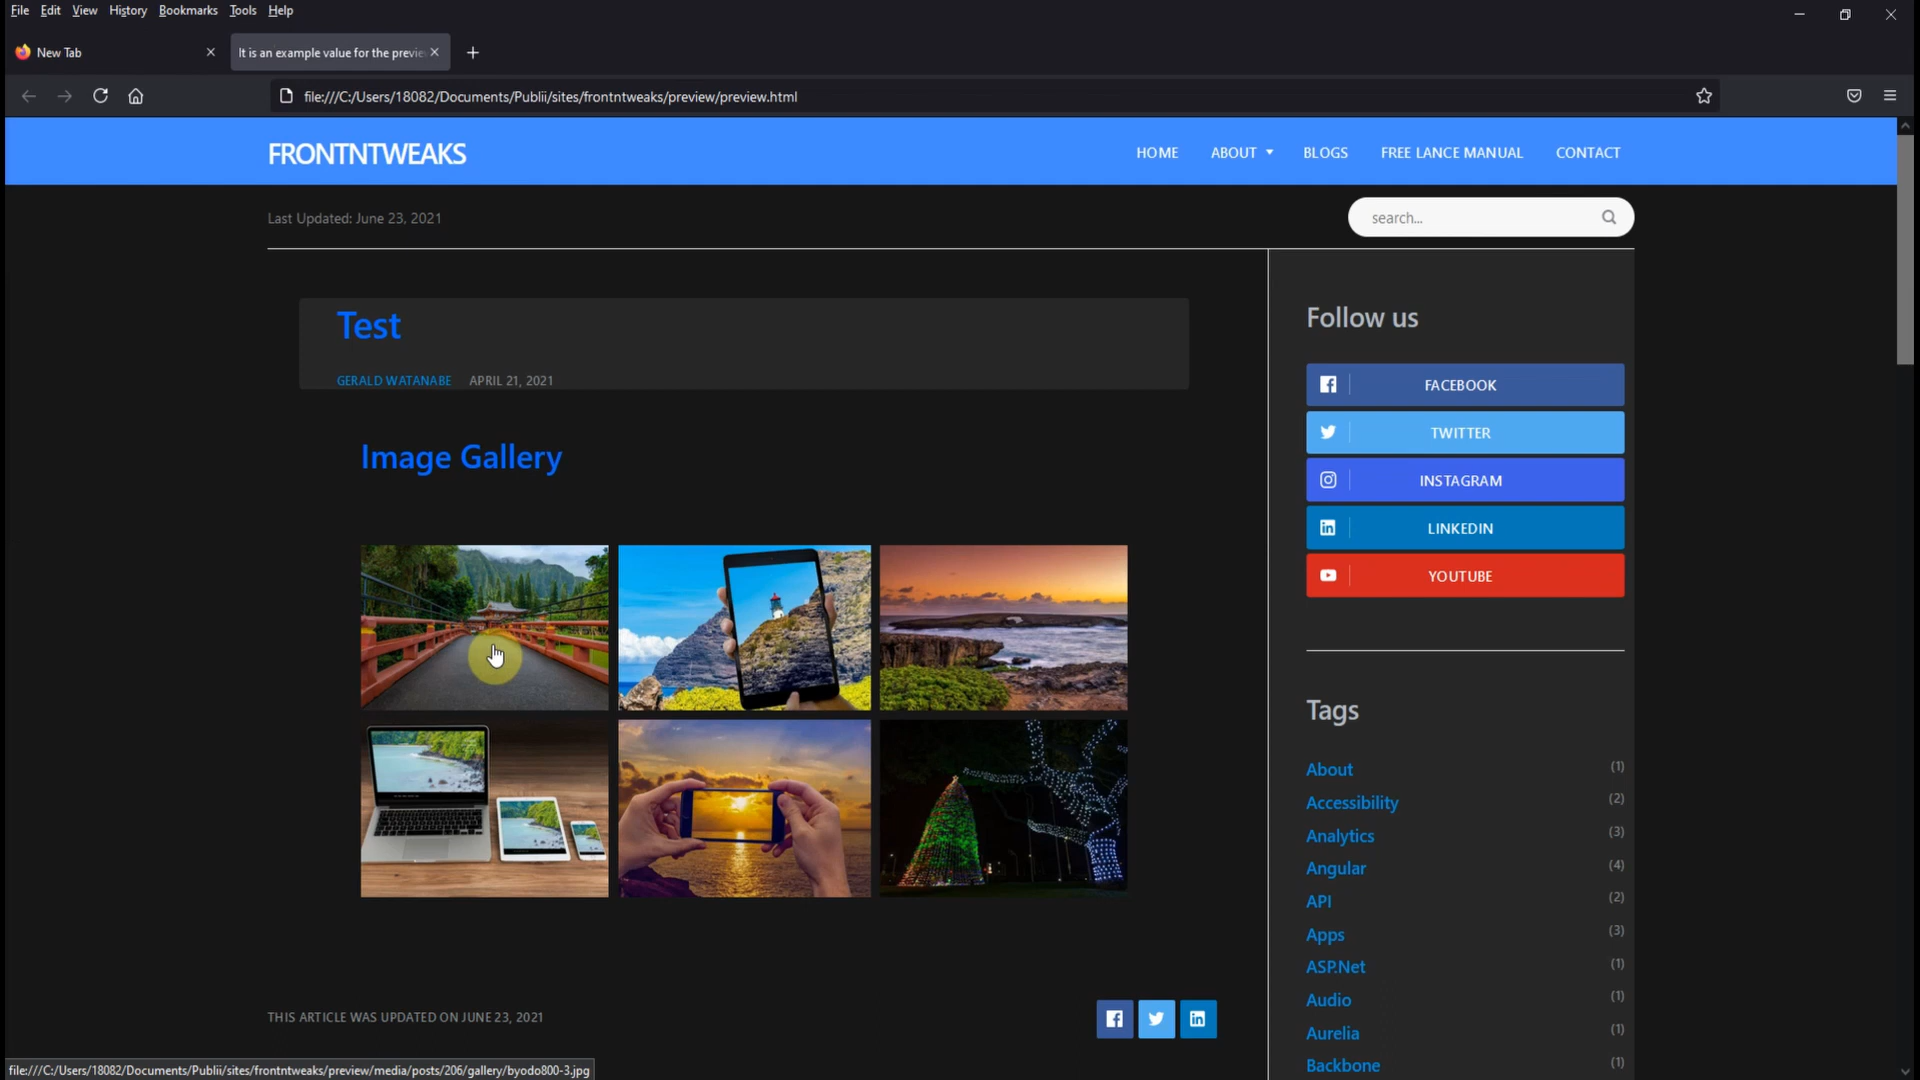 File Edit View History Bookmarks Tools Help
New Tab
It is an example value for the previe
file:///C:/Users/18082/Documents/Publii/sites/frontntweaks/preview/preview.html
FRONTNTWEAKS
HOME ABOUT BLOGS FREE LANCE MANUAL CONTACT
Last Updated: June 23, 2021
search...
Test
GERALD WATANABE APRIL 21, 2021
Image Gallery
THIS ARTICLE WAS UPDATED ON JUNE 23, 2021
Follow us
FACEBOOK
TWITTER
INSTAGRAM
LINKEDIN
YOUTUBE
Tags
About (1)
Accessibility (2)
Analytics (3)
Angular (4)
API (2)
Apps (3)
ASP.Net (1)
Audio (1)
Aurelia (1)
Backbone (1)
file:///C:/Users/18082/Documents/Publii/sites/frontntweaks/preview/media/posts/206/gallery/byodo800-3.jpg